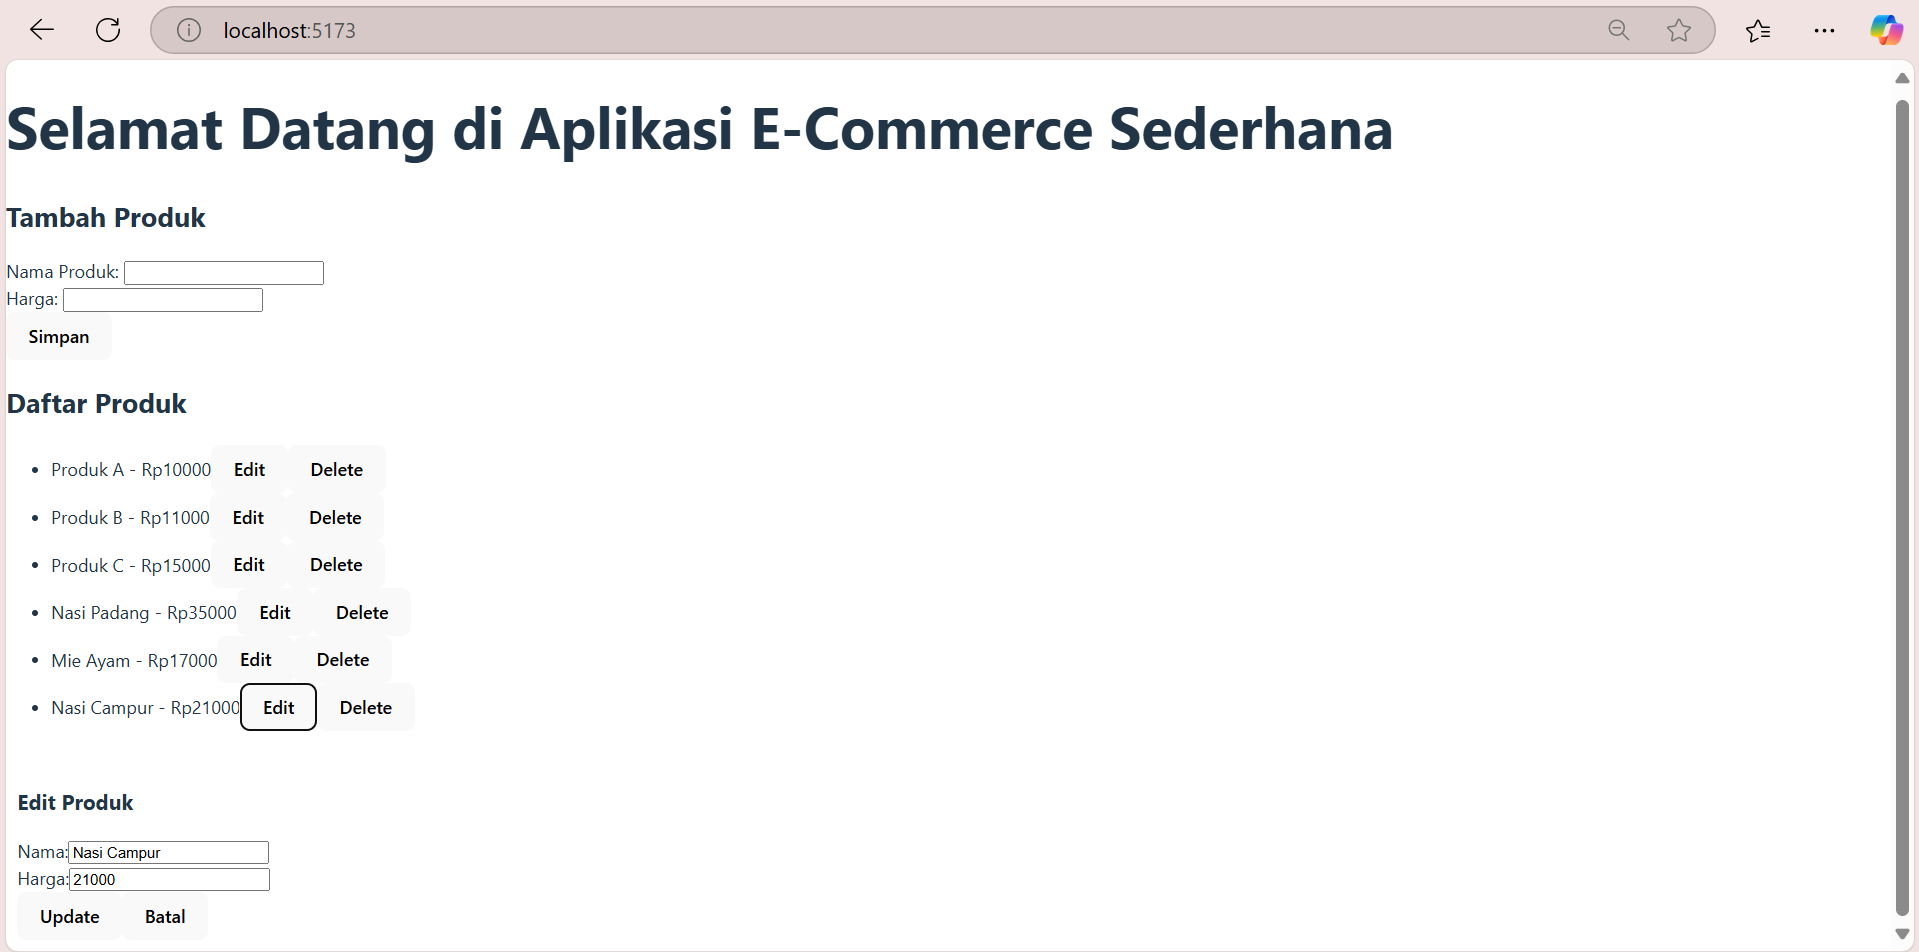 localhost:5173
Selamat Datang di Aplikasi E-Commerce Sederhana
Tambah Produk
Nama Produk:
Harga:
Simpan
Daftar Produk
Produk A - Rp10000 Edit Delete
Produk B - Rp11000 Edit Delete
Produk C - Rp15000 Edit Delete
Nasi Padang - Rp35000 Edit Delete
Mie Ayam - Rp17000 Edit Delete
Nasi Campur - Rp21000 Edit Delete
Edit Produk
Nama: Nasi Campur
Harga: 21000
Update Batal